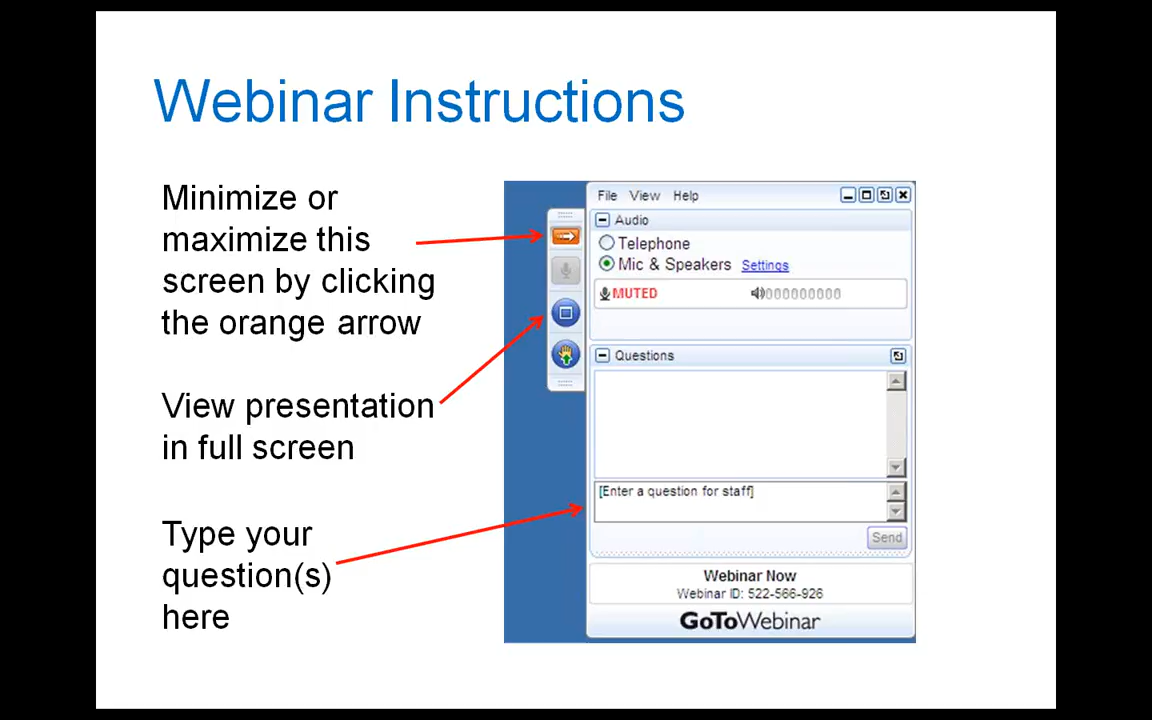 Webinar Instructions
Minimize or
maximize this
screen by clicking
the orange arrow
View presentation
in full screen
Type your
question(s)
here
File View Help
Audio
Telephone
Mic & Speakers Settings
MUTED 000000000
Questions
[Enter a question for staff]
Send
Webinar Now
Webinar ID: 522-566-926
GoToWebinar